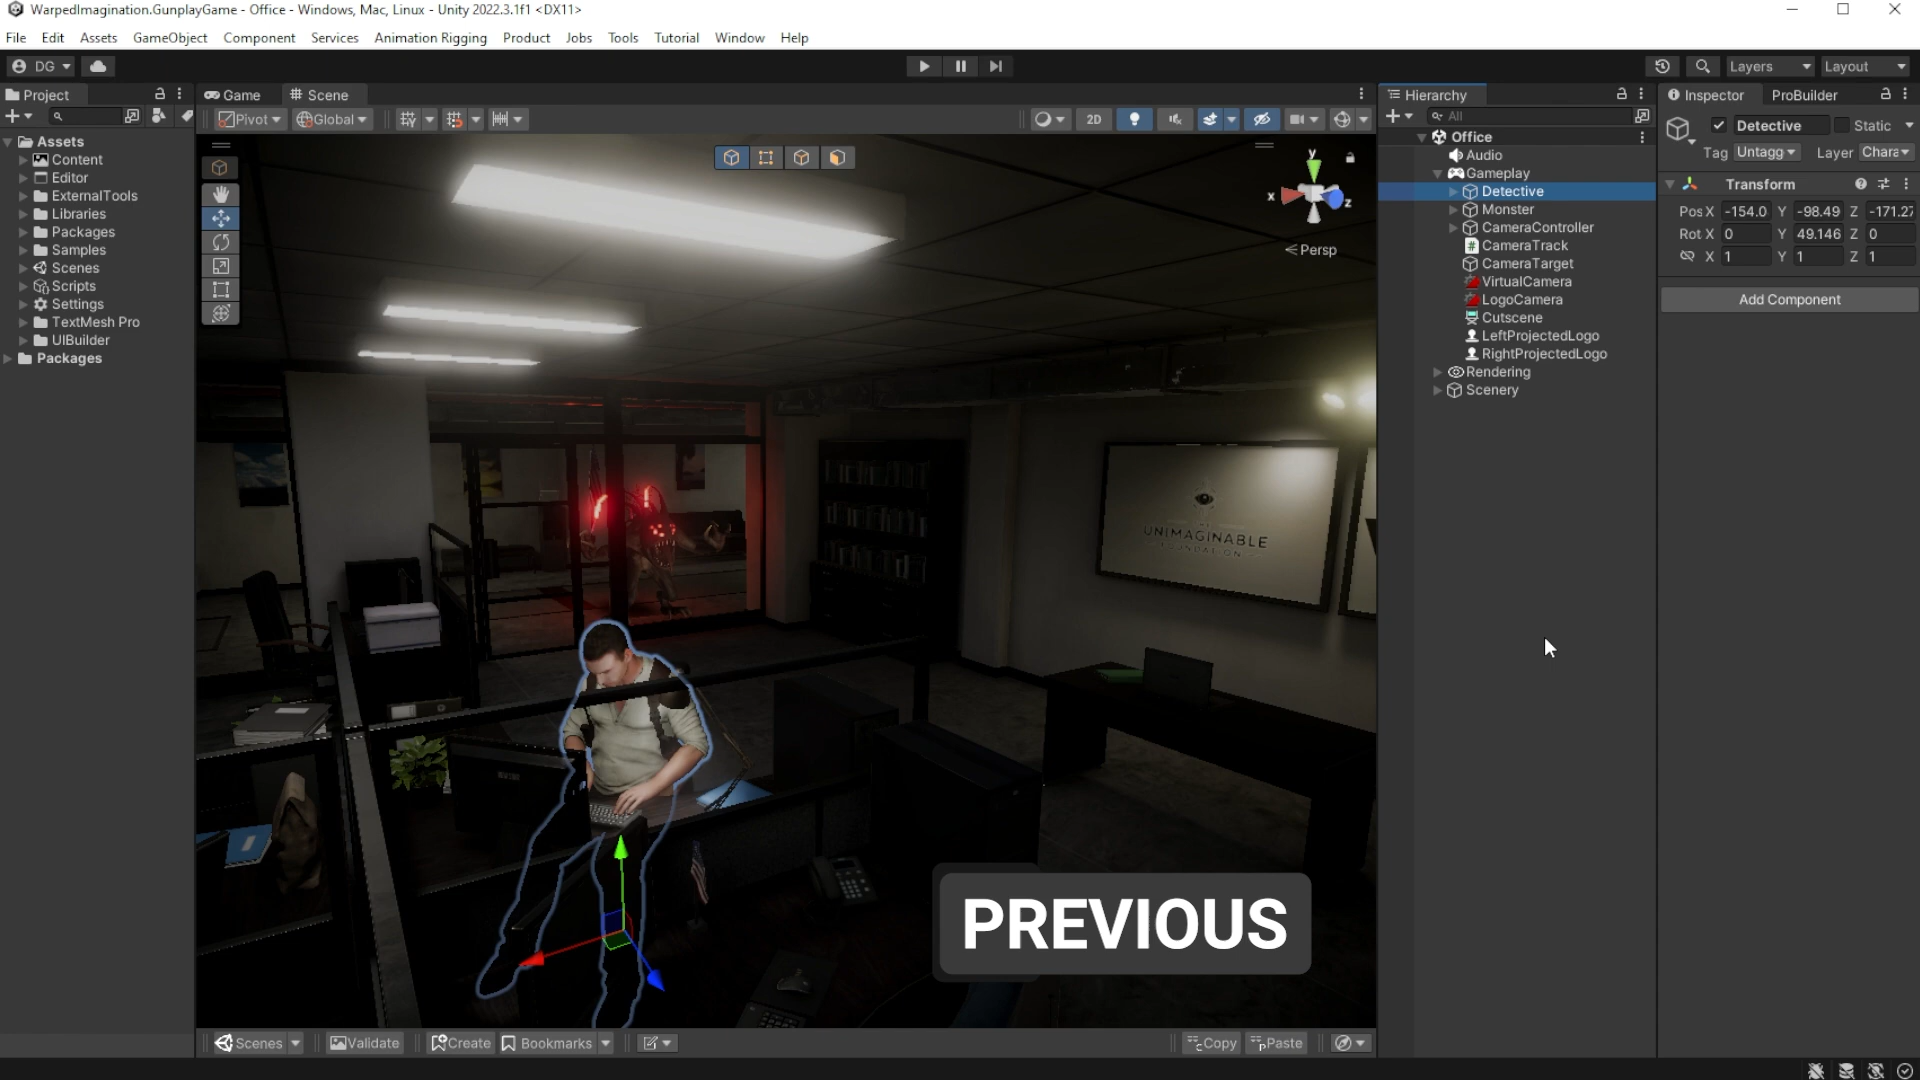 WarpedImagination.GunplayGame - Office - Windows, Mac, Linux - Unity 2022.3.1f1 <DX11>
File Edit Assets GameObject Component Services Animation Rigging Product Jobs Tools Tutorial Window Help
DG
Layers
Layout
Project
Assets
Content
Editor
ExternalTools
Libraries
Packages
Samples
Scenes
Scripts
Settings
TextMesh Pro
UIBuilder
Packages
Game
Scene
Pivot
Global
2D
y
x
z
Persp
UNIMAGINABLE
PREVIOUS
Scenes
Validate
Create
Bookmarks
Copy
Paste
Hierarchy
All
Office
Audio
Gameplay
Detective
Monster
CameraController
CameraTrack
CameraTarget
VirtualCamera
LogoCamera
Cutscene
LeftProjectedLogo
RightProjectedLogo
Rendering
Scenery
Inspector
ProBuilder
Detective
Static
Tag Untagg
Layer Chara
Transform
Pos X -154.0 Y -98.49 Z -171.27
Rot X 0 Y 49.146 Z 0
X 1 Y 1 Z 1
Add Component